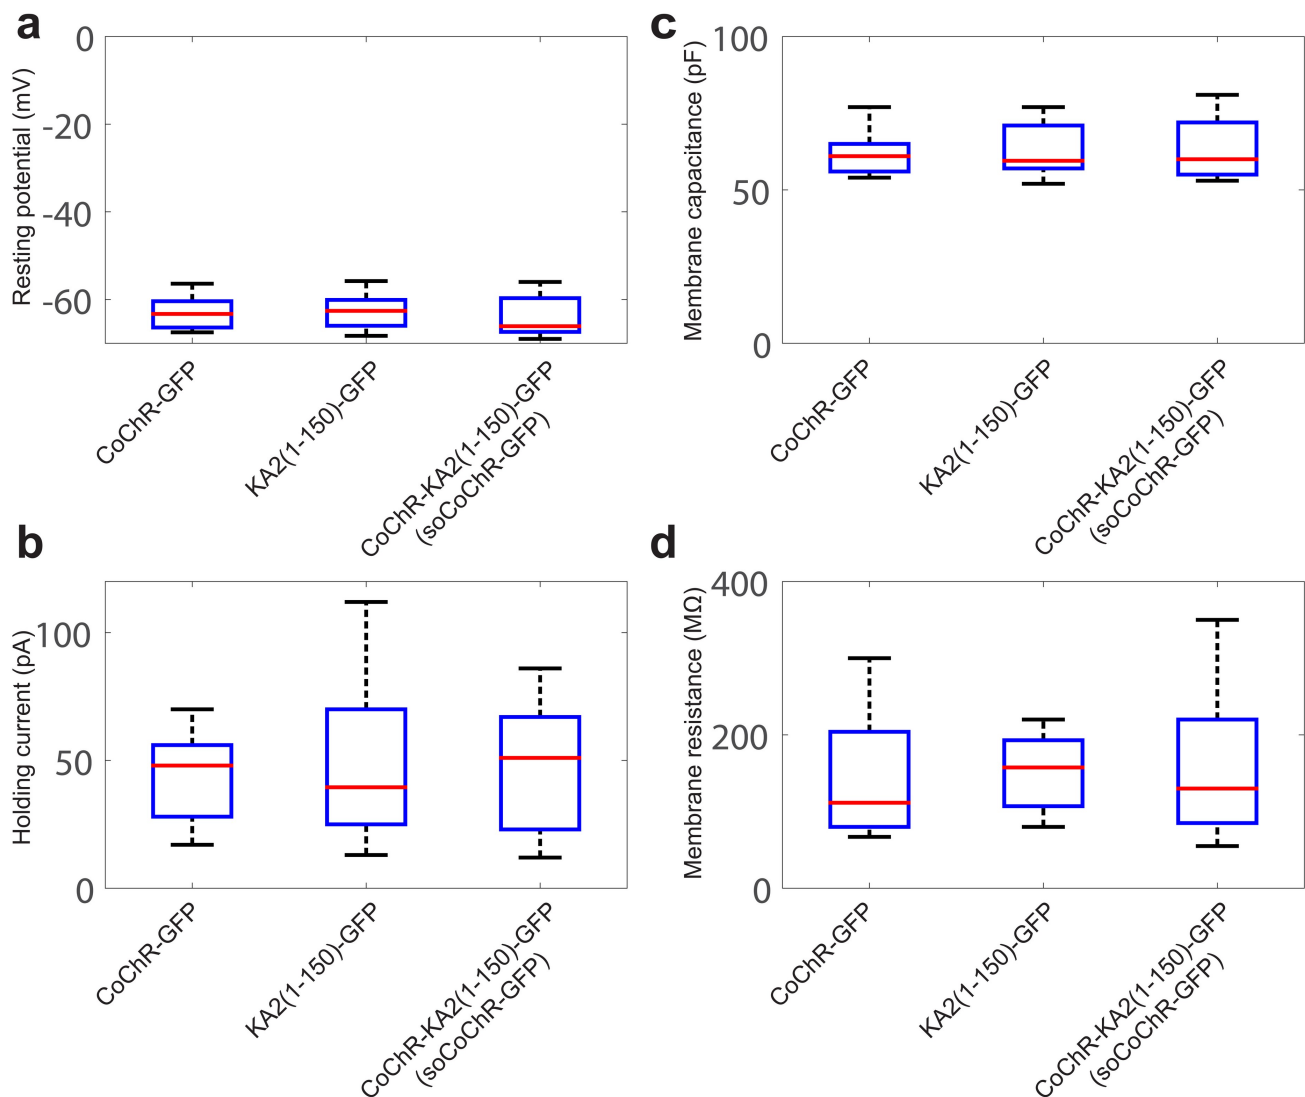 a
Resting potential (mV)
0
-20
-40
-60
CoChR-GFP
KA2(1-150)-GFP
CoChR-KA2(1-150)-GFP
(soCoChR-GFP)
c
Membrane capacitance (pF)
100
50
0
CoChR-GFP
KA2(1-150)-GFP
CoChR-KA2(1-150)-GFP
(soCoChR-GFP)
b
Holding current (pA)
100
50
0
CoChR-GFP
KA2(1-150)-GFP
CoChR-KA2(1-150)-GFP
(soCoChR-GFP)
d
Membrane resistance (MΩ)
400
200
0
CoChR-GFP
KA2(1-150)-GFP
CoChR-KA2(1-150)-GFP
(soCoChR-GFP)